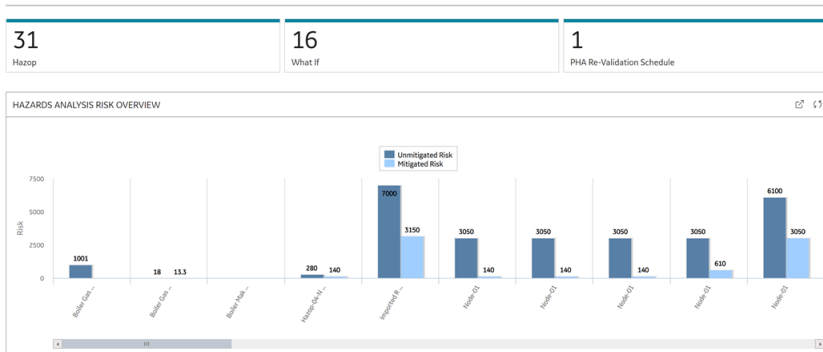 31
Hazop
16
What If
1
PHA Re-Validation Schedule
HAZARDS ANALYSIS RISK OVERVIEW
Unmitigated Risk
Mitigated Risk
Risk
7500
5000
2500
0
1001
18 13.3
280 140
7000 3150
3050 140
3050 140
3050 140
3050 610
6100 3050
Boiler Gas ...
Boiler Gas ...
Boiler Mak ...
Hazop-04-N ...
Imported R ...
Node-01
Node-01
Node-01
Node-01
Node-01